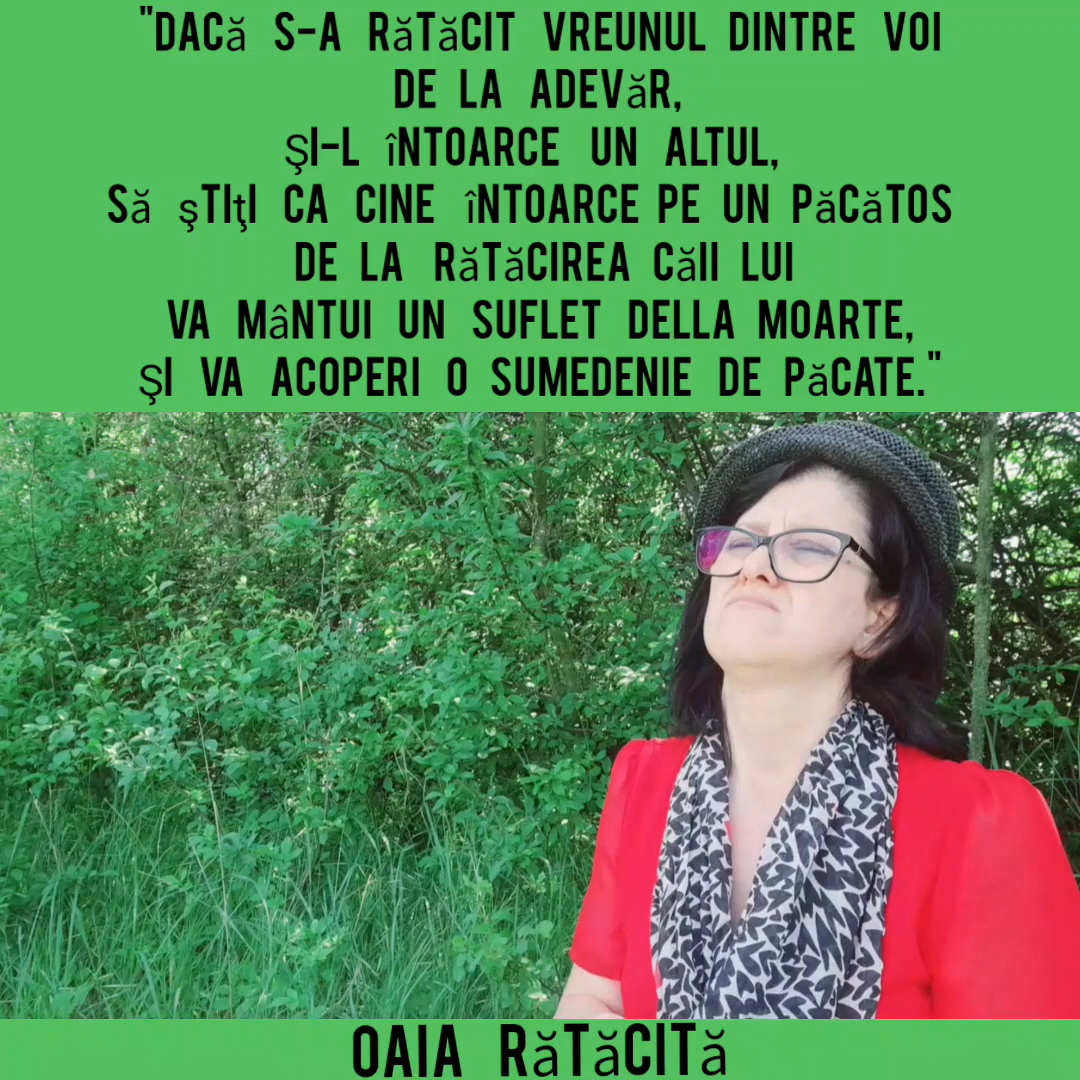 "DACă S-A RăTăCIT VREUNUL DINTRE VOI
DE LA ADEVăR,
ŞI-L îNTOARCE UN ALTUL,
Să şTIţI CA CINE îNTOARCE PE UN PăCăTOS
DE LA RăTăCIREA CăII LUI
VA MâNTUI UN SUFLET DELLA MOARTE,
ŞI VA ACOPERI O SUMEDENIE DE PăCATE."
OAIA RăTăCITă